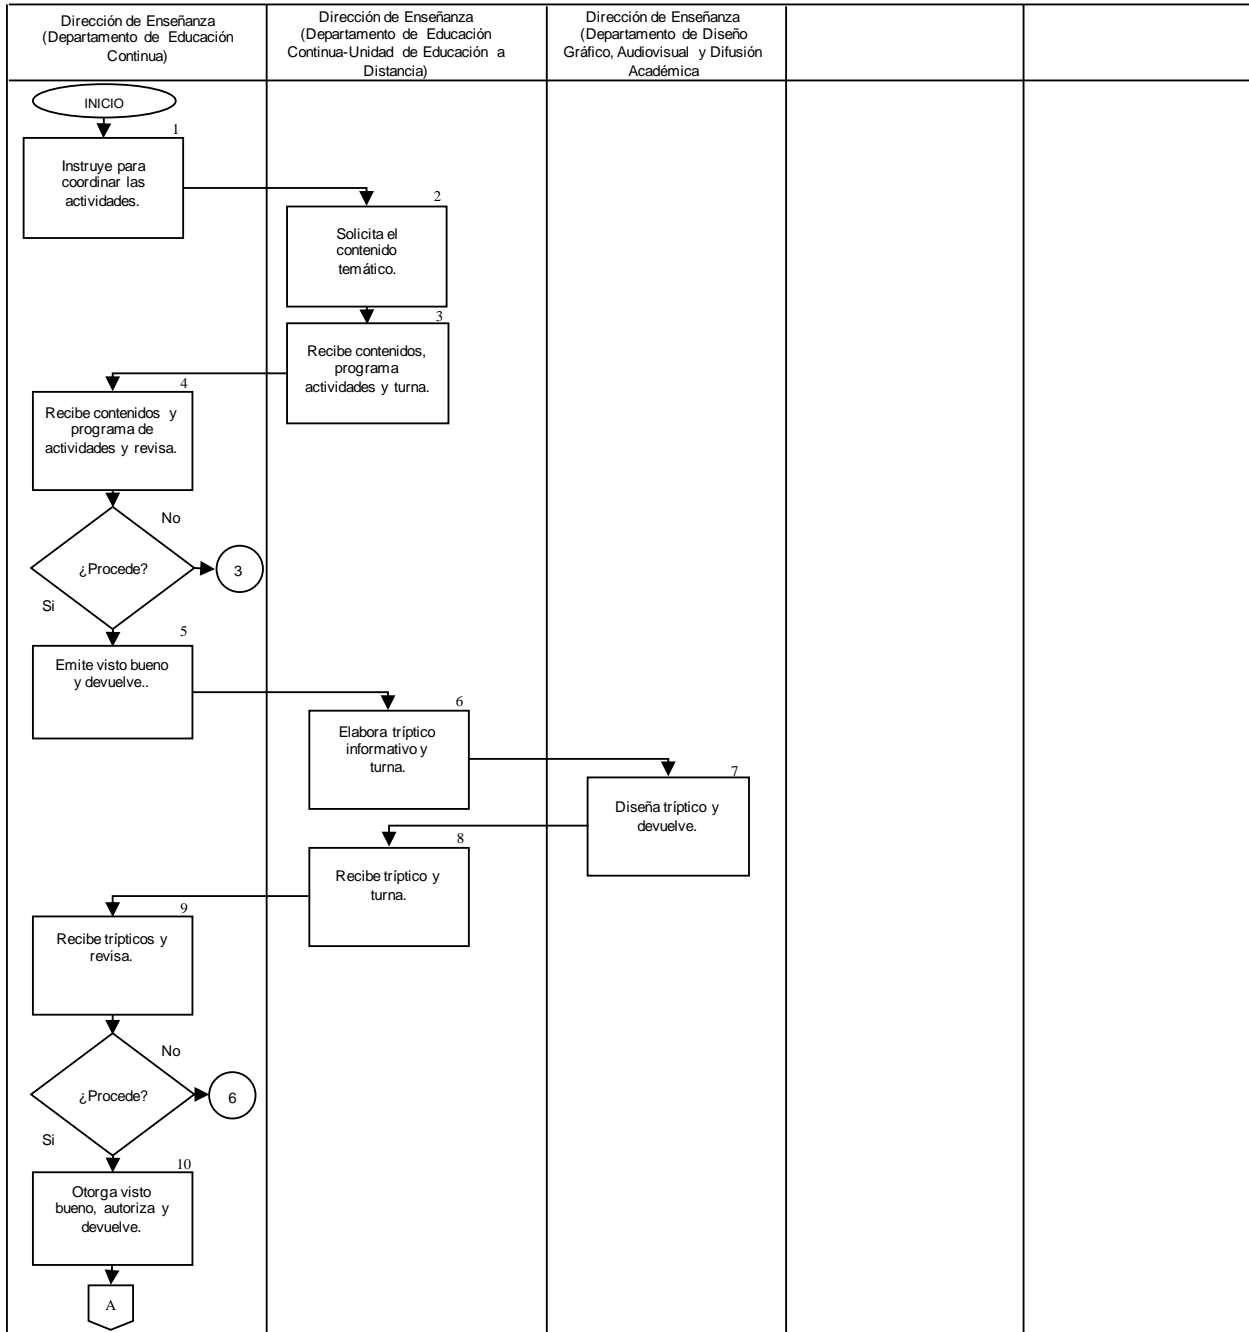 Dirección de Enseñanza
(Departamento de Educación
Continua)
Dirección de Enseñanza
(Departamento de Educación
Continua-Unidad de Educación a
Distancia)
Dirección de Enseñanza
(Departamento de Diseño
Gráfico, Audiovisual y Difusión
Académica
INICIO
1
Instruye para
coordinar las
actividades.
2
Solicita el
contenido
temático.
3
Recibe contenidos,
programa
actividades y turna.
4
Recibe contenidos y
programa de
actividades y revisa.
No
¿Procede?
3
Si
5
Emite visto bueno
y devuelve..
6
Elabora tríptico
informativo y
turna.
7
Diseña tríptico y
devuelve.
8
Recibe tríptico y
turna.
9
Recibe trípticos y
revisa.
No
¿Procede?
6
Si
10
Otorga visto
bueno, autoriza y
devuelve.
A